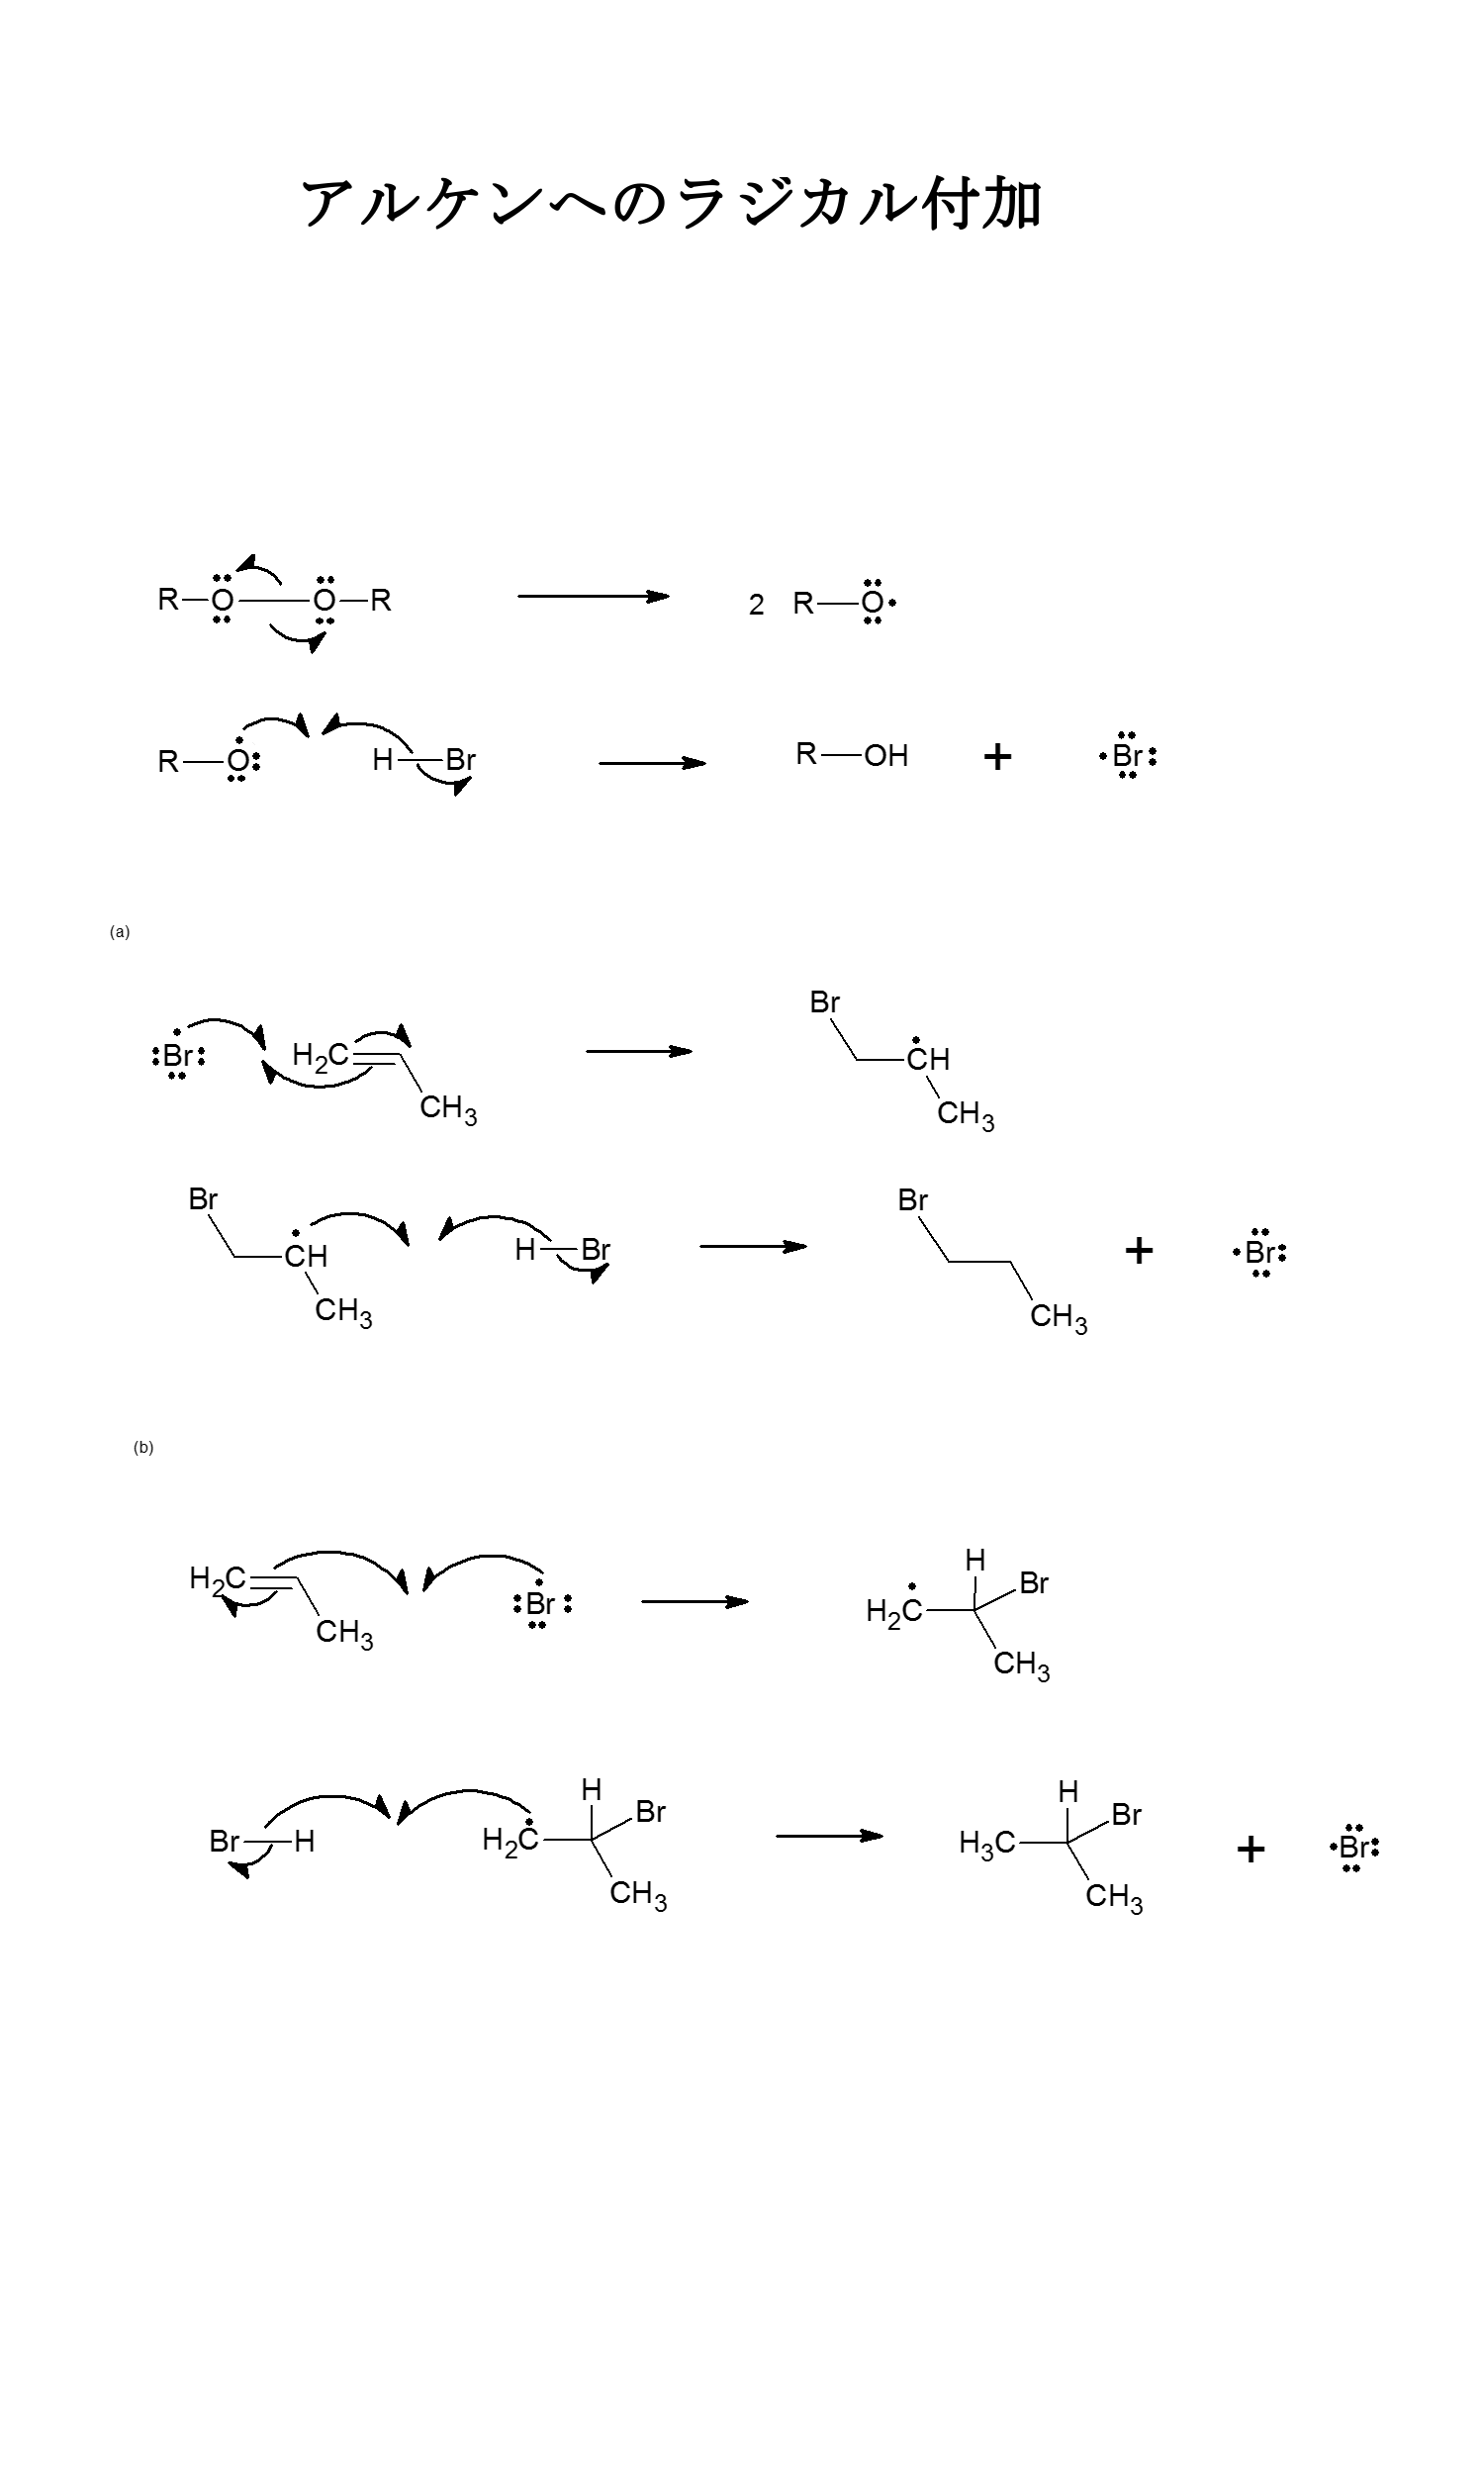 アルケンへのラジカル付加
R—O—O—R 2 R—O•
R—O H—Br R—OH + •Br
(a)
Br H2C CH3 Br CH CH3
Br CH CH3 H—Br Br CH3 + •Br
(b)
H2C CH3 Br H2C H Br CH3
Br—H H2C H Br CH3 H3C H Br CH3 + •Br